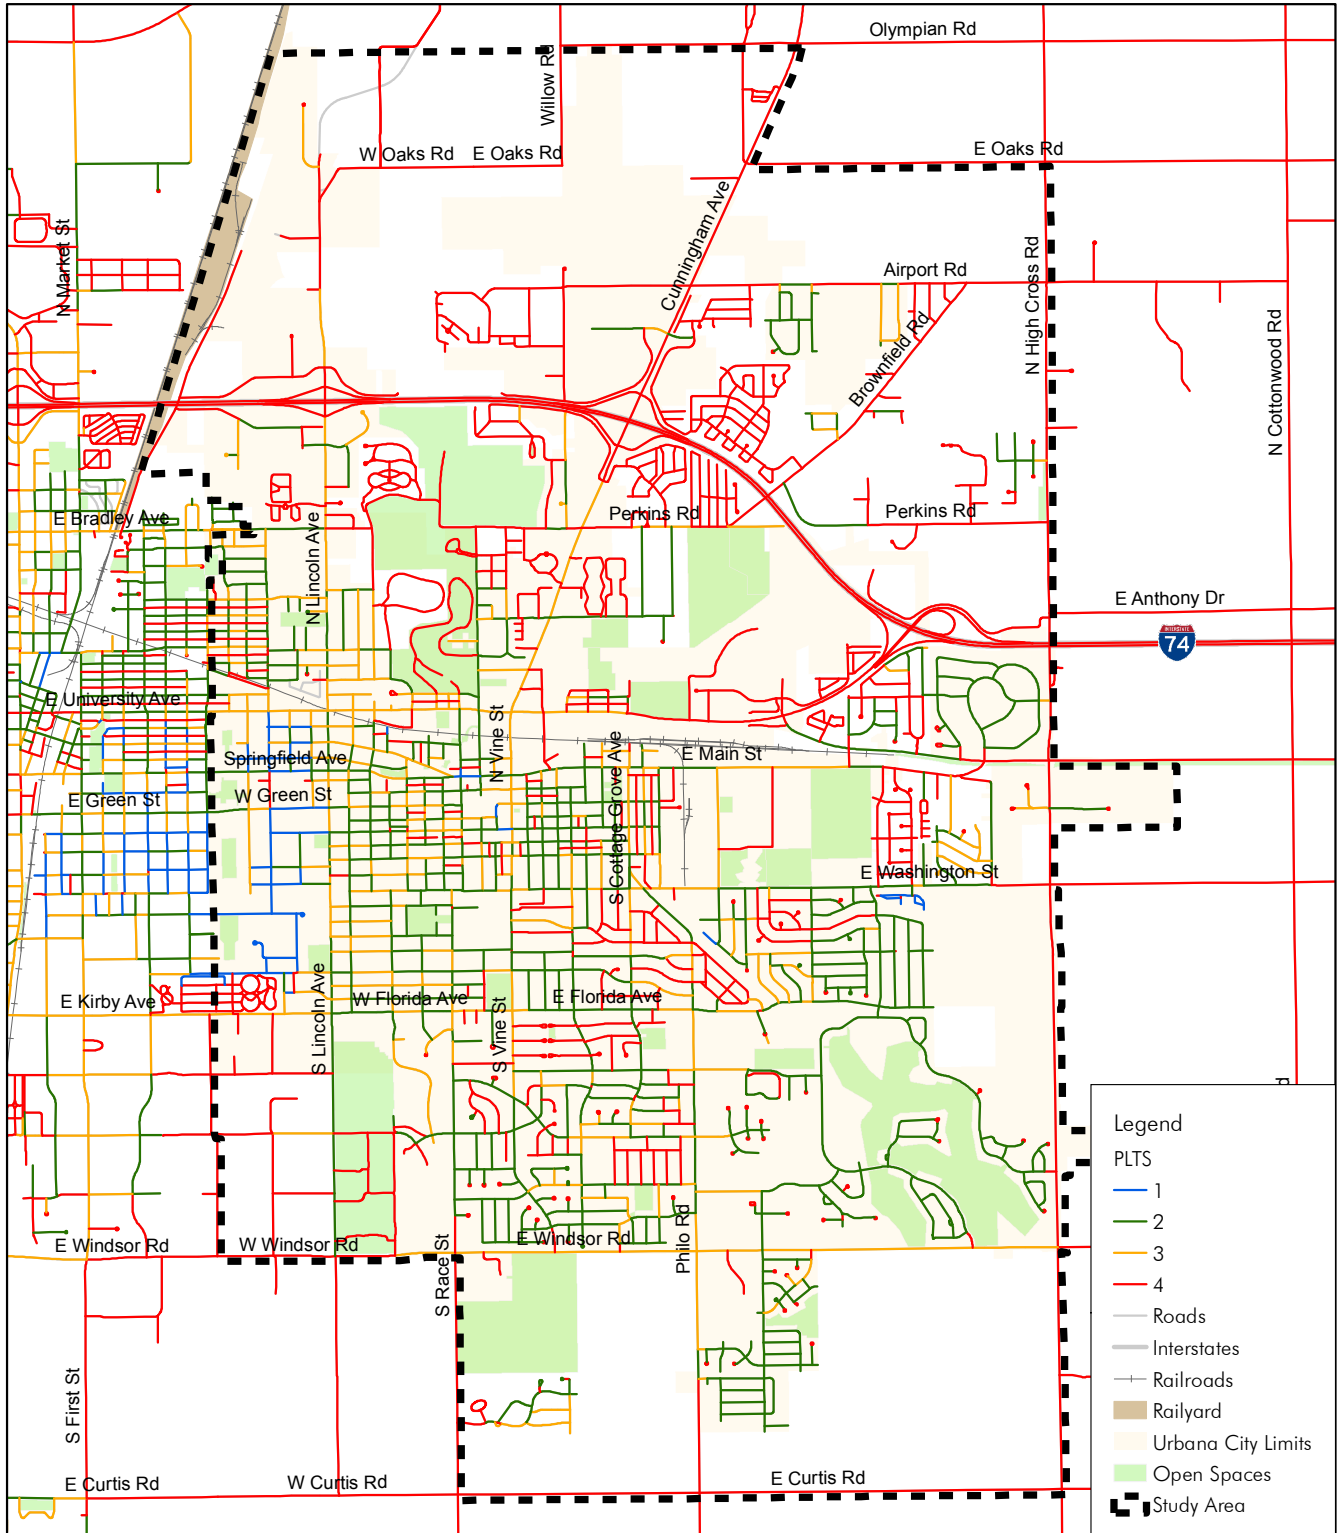 Olympian Rd
Willow Rd
W Oaks Rd
E Oaks Rd
E Oaks Rd
Cunningham Ave
N Market St
Airport Rd
N High Cross Rd
N Cottonwood Rd
Brownfield Rd
E Bradley Ave
N Lincoln Ave
Perkins Rd
Perkins Rd
E Anthony Dr
INTERSTATE
74
E University Ave
N Vine St
Springfield Ave
E Main St
S Cottage Grove Ave
E Green St
W Green St
E Washington St
E Kirby Ave
S Lincoln Ave
W Florida Ave
S Vine St
E Florida Ave
d
E Windsor Rd
W Windsor Rd
S Race St
E Windsor Rd
Philo Rd
S First St
E Curtis Rd
W Curtis Rd
E Curtis Rd
Legend
PLTS
1
2
3
4
Roads
Interstates
Railroads
Railyard
Urbana City Limits
Open Spaces
Study Area